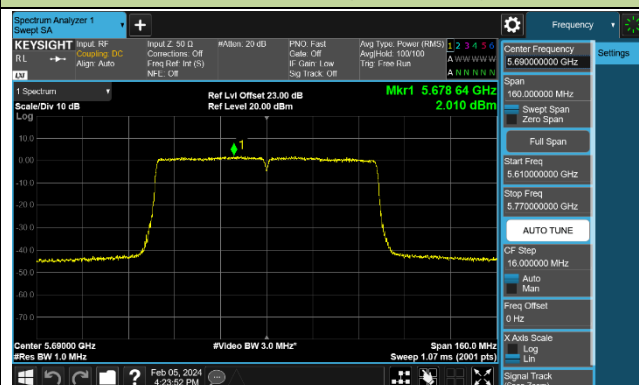 Spectrum Analyzer 1
Swept SA
Frequency
KEYSIGHT
Input: RF
Coupling: DC
Align: Auto
Input Z: 50 Ω
Corrections: Off
Freq Ref: Int (S)
NFE: Off
#Atten: 20 dB
PNO: Fast
Gate: Off
IF Gain: Low
Sig Track: Off
Avg Type: Power (RMS)
Avg|Hold: 100/100
Trig: Free Run
1 2 3 4 5 6
A W W W W W
A N N N N N
RL
LXI
1 Spectrum
Scale/Div 10 dB
Log
Ref Lvl Offset 23.00 dB
Ref Level 20.00 dBm
Mkr1 5.678 64 GHz
2.010 dBm
1
10.0
0.00
-10.0
-20.0
-30.0
-40.0
-50.0
-60.0
-70.0
Center 5.69000 GHz
#Res BW 1.0 MHz
#Video BW 3.0 MHz*
Span 160.0 MHz
Sweep 1.07 ms (2001 pts)
Center Frequency
5.690000000 GHz
Settings
Span
160.000000 MHz
Swept Span
Zero Span
Full Span
Start Freq
5.610000000 GHz
Stop Freq
5.770000000 GHz
AUTO TUNE
CF Step
16.000000 MHz
Auto
Man
Freq Offset
0 Hz
X Axis Scale
Log
Lin
Signal Track
(Span Zoom)
Feb 05, 2024
4:23:52 PM